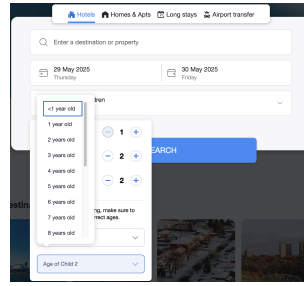 Hotels
Homes & Apts
Long stays
Airport transfer
Enter a destination or property
29 May 2025
Thursday
30 May 2025
Friday
dren
<1 year old
1 year old
2 years old
3 years old
4 years old
5 years old
6 years old
7 years old
8 years old
1
2
2
EARCH
ng, make sure to
rect ages.
Age of Child 2